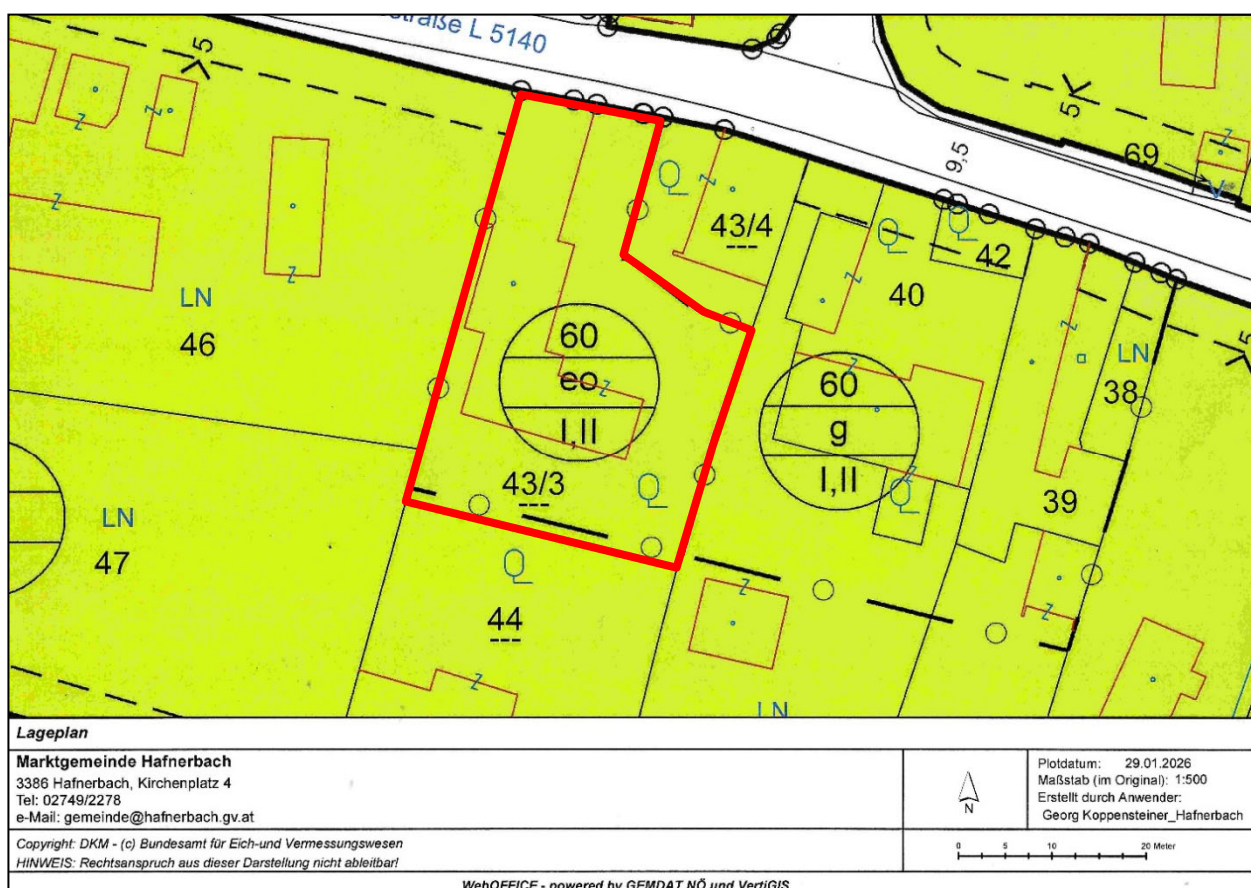 straße L 5140
5
5
69
9,5
Z
Z
Z
Z
Z
Z
43/4
42
40
LN
46
60
eo
I,II
Z
60
g
I,II
Z
Z
Z
LN
38
5
43/3
39
LN
47
44
Z
Z
Z
LN
Lageplan
Marktgemeinde Hafnerbach
3386 Hafnerbach, Kirchenplatz 4
Tel: 02749/2278
e-Mail: gemeinde@hafnerbach.gv.at
N
Plotdatum: 29.01.2026
Maßstab (im Original): 1:500
Erstellt durch Anwender:
Georg Koppensteiner_Hafnerbach
Copyright: DKM - (c) Bundesamt für Eich-und Vermessungswesen
HINWEIS: Rechtsanspruch aus dieser Darstellung nicht ableitbar!
0 5 10 20 Meter
WebOFFICE - powered by GEMDAT NÖ und VertiGIS